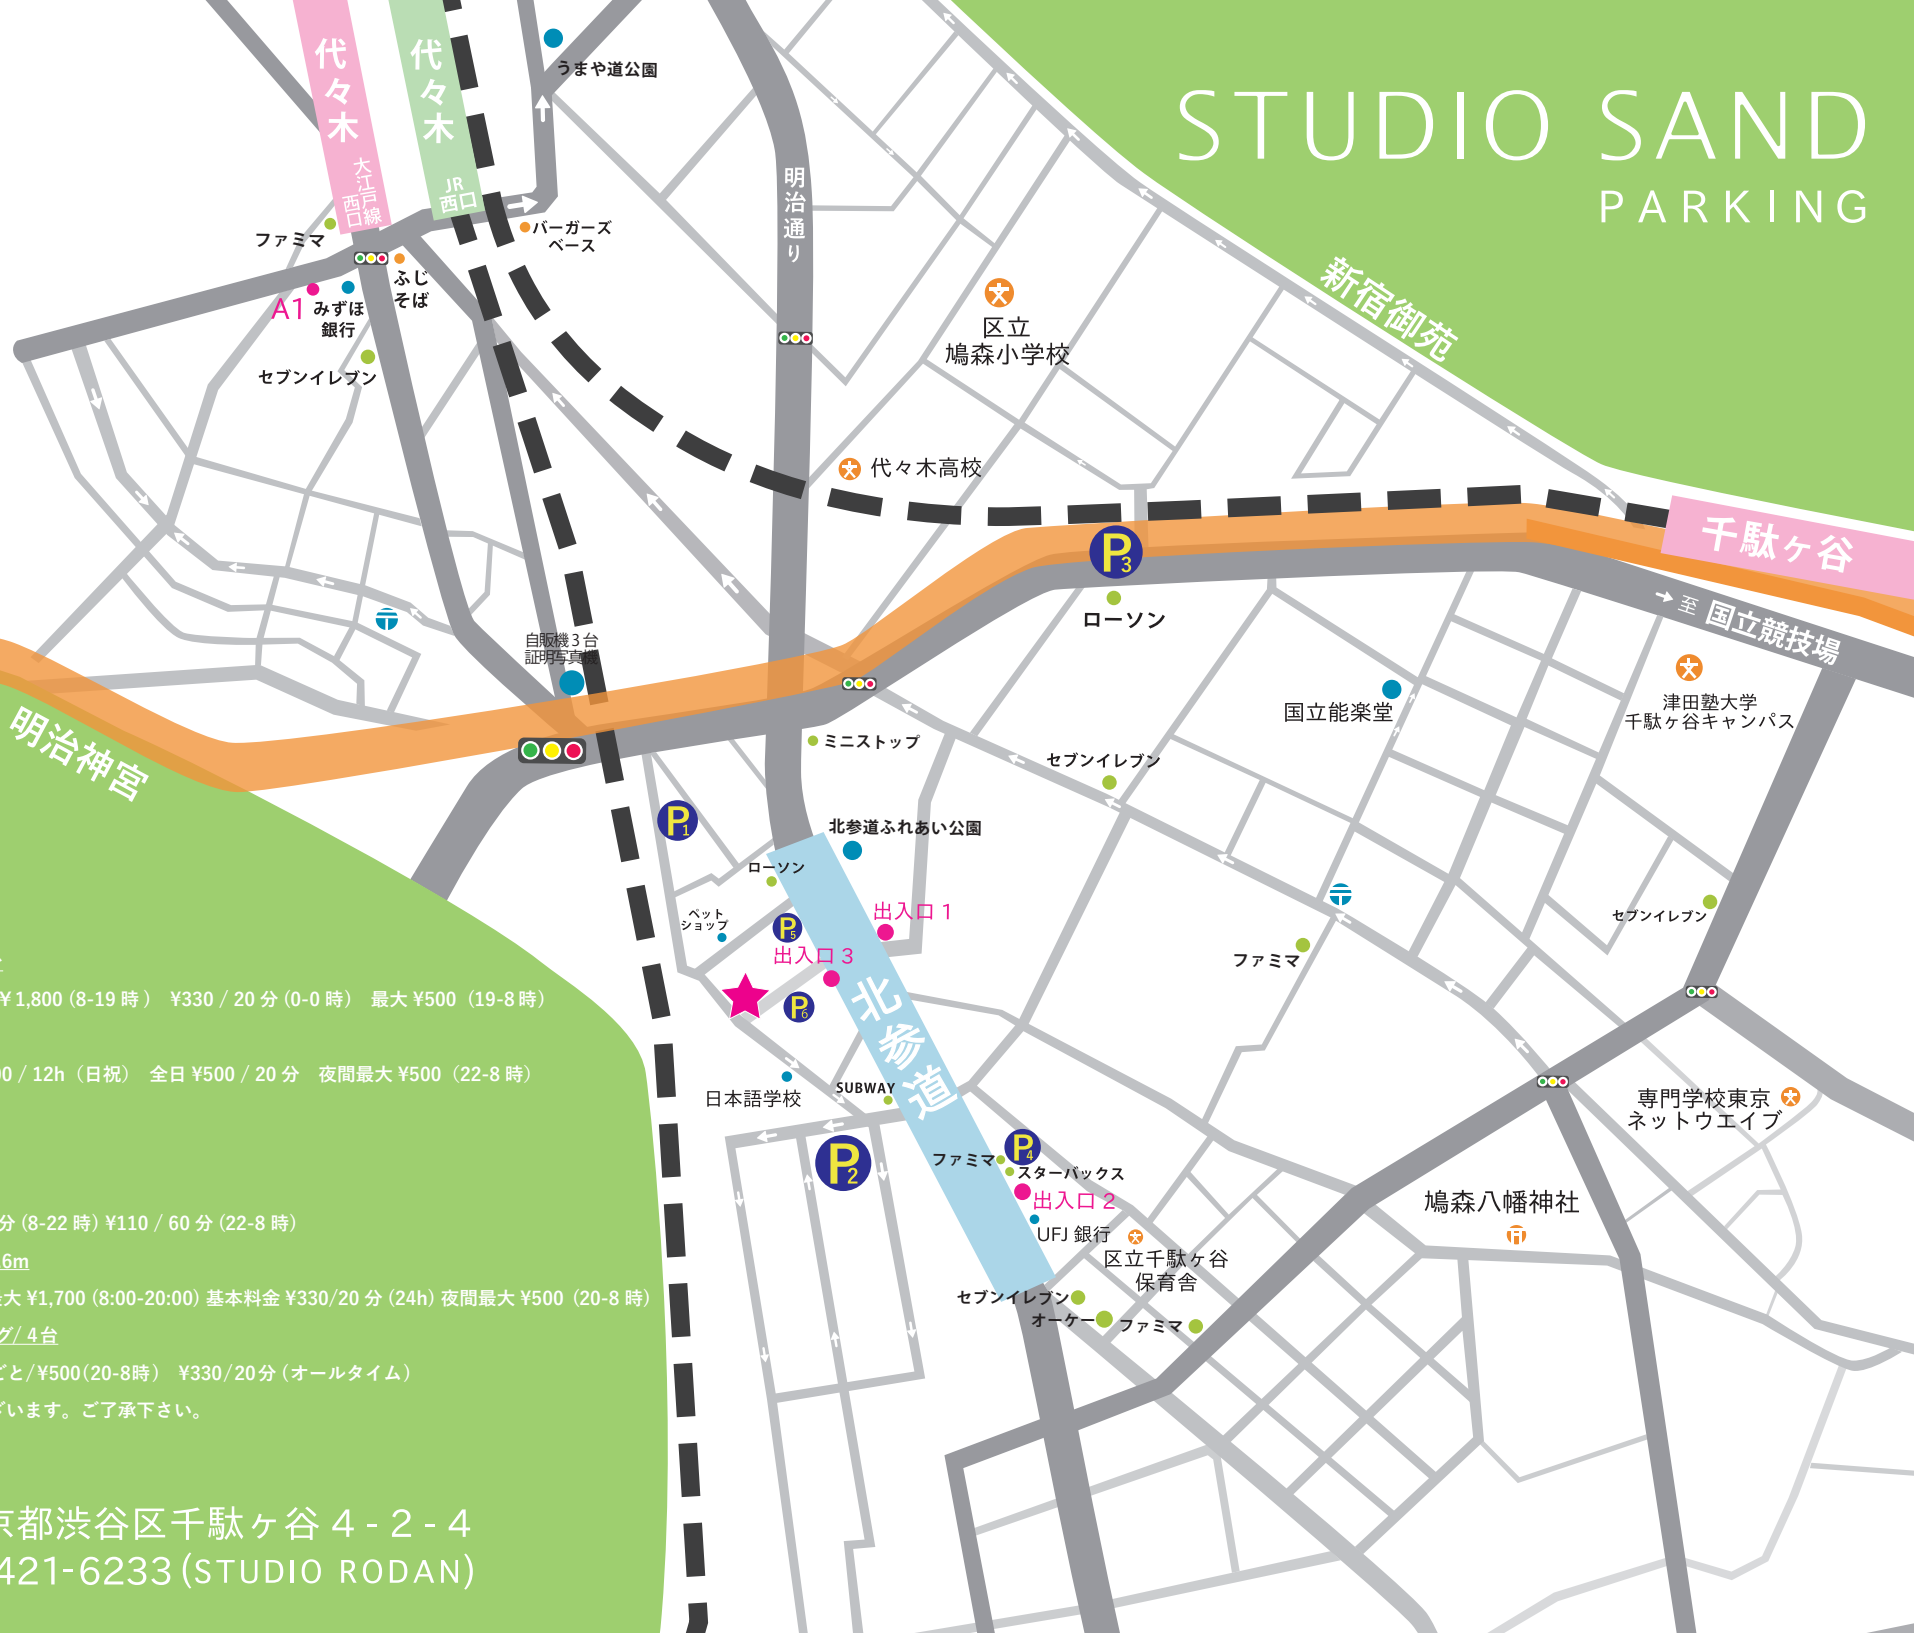 STUDIO SAND
PARKING
代々木
大江戸線
西口
代々木
JR
西口
うまや道公園
明治通り
ファミマ
バーガーズ
ベース
ふじ
そば
A1
みずほ
銀行
セブンイレブン
新宿御苑
区立
鳩森小学校
代々木高校
千駄ヶ谷
P3
ローソン
至 国立競技場
自販機3台
証明写真機
津田塾大学
千駄ヶ谷キャンパス
国立能楽堂
明治神宮
ミニストップ
セブンイレブン
P1
北参道ふれあい公園
ローソン
ペット
ショップ
P5
出入口 1
出入口 3
セブンイレブン
ファミマ
P6
北参道
¥1,800 (8-19 時 ) ¥330 / 20 分 (0-0 時) 最大 ¥500 (19-8 時)
00 / 12h（日祝） 全日 ¥500 / 20 分 夜間最大 ¥500（22-8 時）
日本語学校
SUBWAY
専門学校東京
ネットウエイブ
P2
ファミマ
P4
スターバックス
出入口 2
UFJ 銀行
鳩森八幡神社
区立千駄ヶ谷
保育舎
分 (8-22 時) ¥110 / 60 分 (22-8 時)
6m
大 ¥1,700 (8:00-20:00) 基本料金 ¥330/20 分 (24h) 夜間最大 ¥500 (20-8 時)
セブンイレブン
オーケー
ファミマ
グ/ 4台
ごと/¥500(20-8時) ¥330/20分 (オールタイム)
ざいます。ご了承下さい。
京都渋谷区千駄ヶ谷 4 - 2 - 4
421-6233 (STUDIO RODAN)